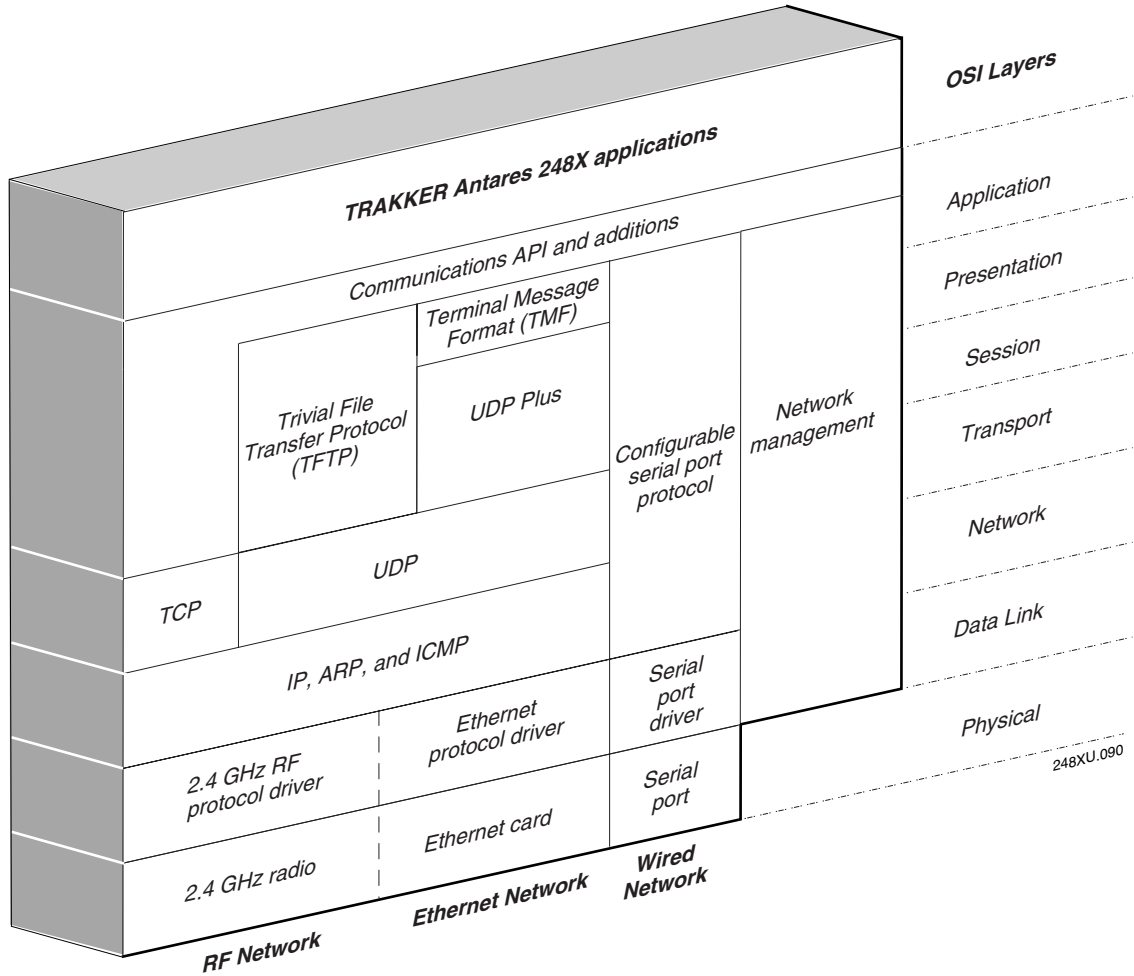 OSI Layers
TRAKKER Antares 248X applications
Application
Communications API and additions
Presentation
Terminal Message
Format (TMF)
Session
Trivial File
Transfer Protocol
(TFTP)
UDP Plus
Configurable
serial port
protocol
Network
management
Transport
Network
TCP
UDP
Data Link
IP, ARP, and ICMP
2.4 GHz RF
protocol driver
Ethernet
protocol driver
Serial
port
driver
Physical
248XU.090
2.4 GHz radio
Ethernet card
Serial
port
RF Network
Ethernet Network
Wired
Network